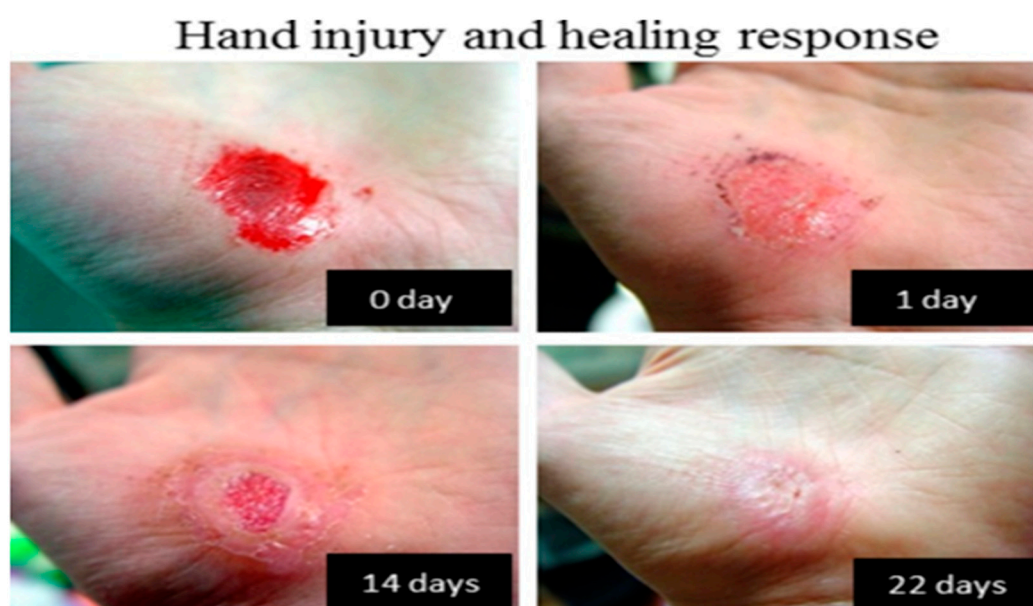 Hand injury and healing response
0 day
1 day
14 days
22 days